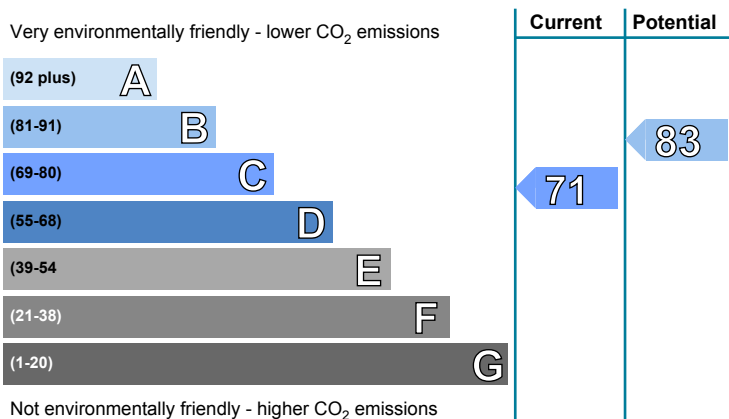 Very environmentally friendly - lower CO2 emissions
Current
Potential
(92 plus) A
(81-91) B
83
(69-80) C
71
(55-68) D
(39-54 E
(21-38) F
(1-20) G
Not environmentally friendly - higher CO2 emissions